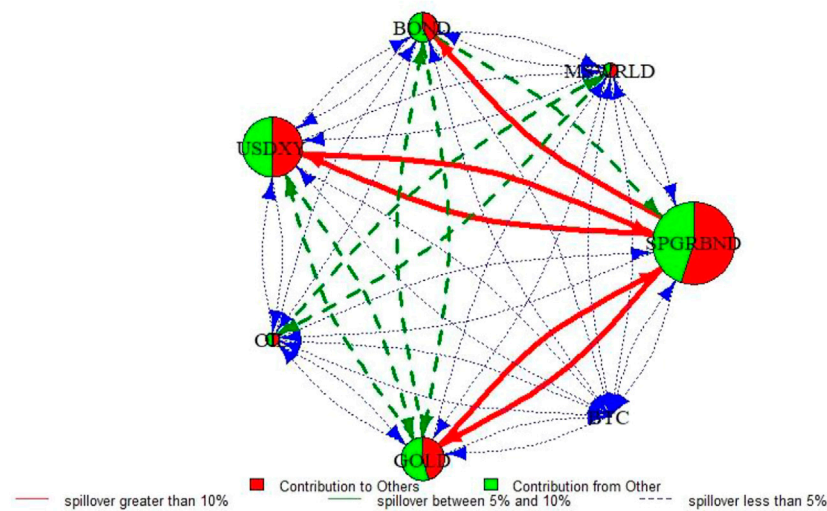 BOND
MSWRLD
USDXY
SPGRBND
OIL
BTC
GOLD
Contribution to Others
Contribution from Other
spillover greater than 10%
spillover between 5% and 10%
spillover less than 5%